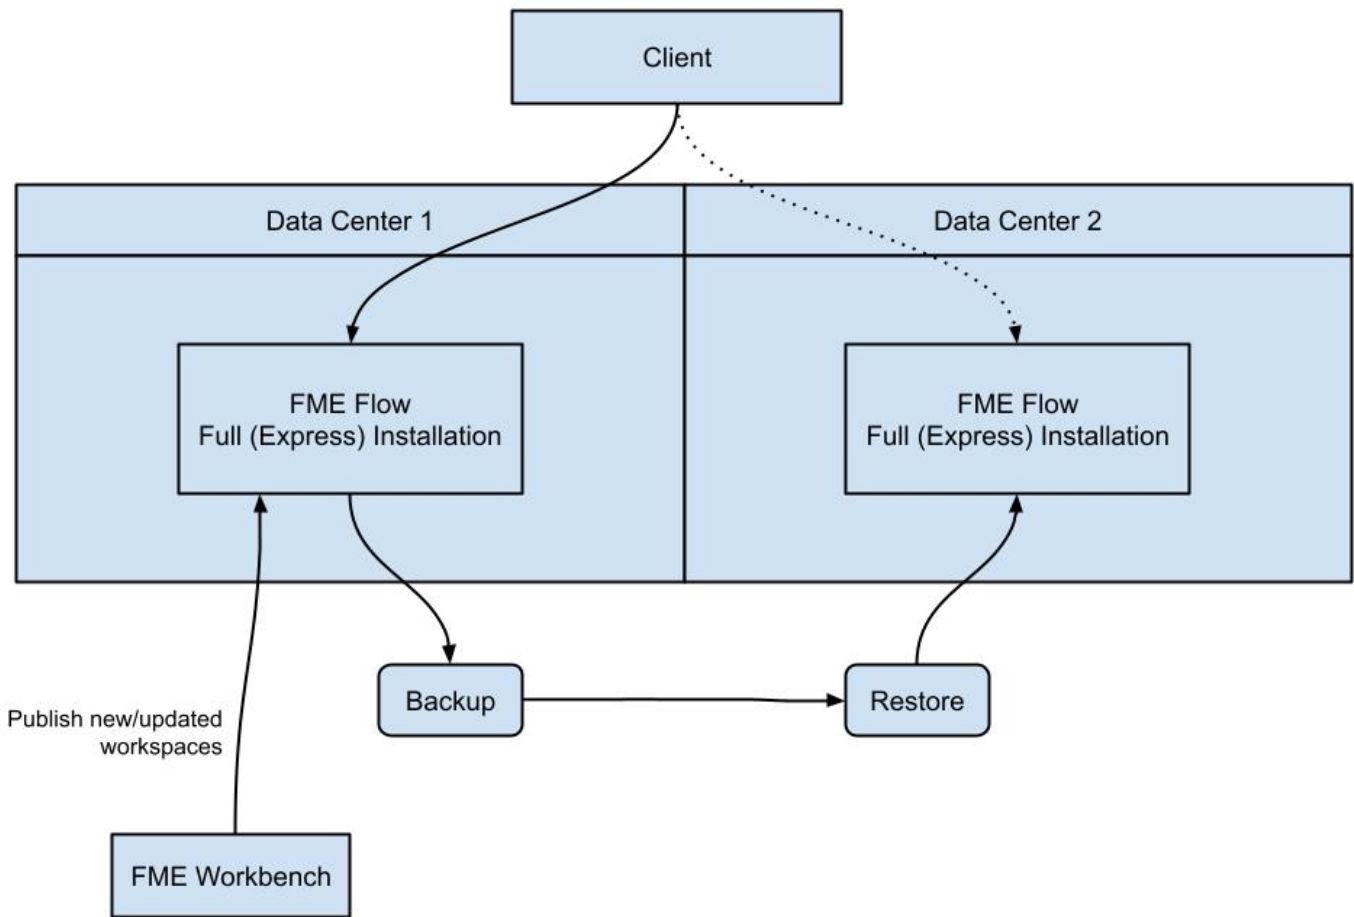 Client
Data Center 1
Data Center 2
FME Flow
Full (Express) Installation
FME Flow
Full (Express) Installation
Backup
Restore
Publish new/updated
workspaces
FME Workbench